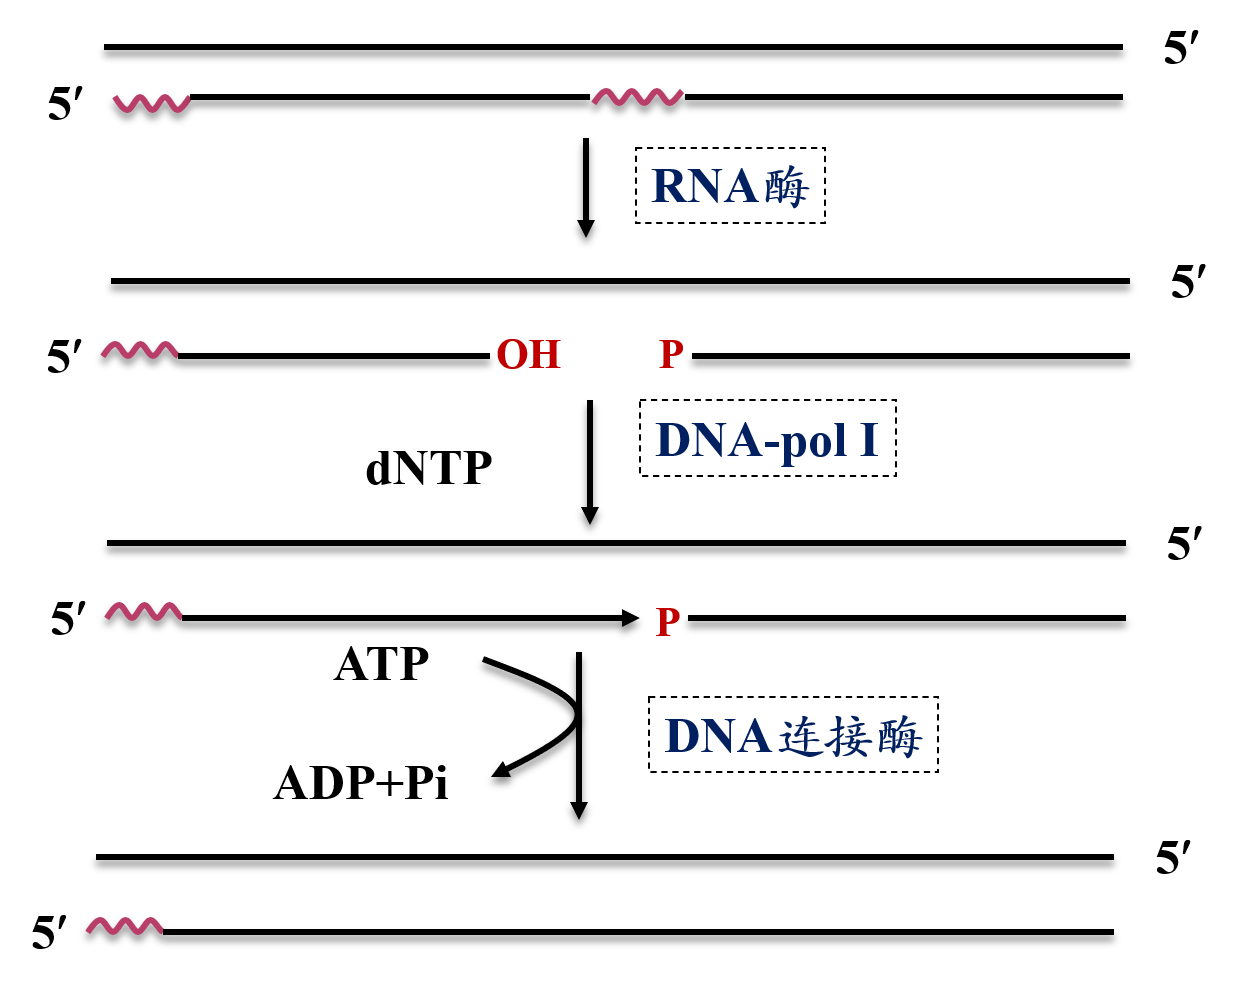 5′
5′
RNA酶
5′
5′
OH
P
DNA-pol I
dNTP
5′
5′
P
ATP
DNA连接酶
ADP+Pi
5′
5′